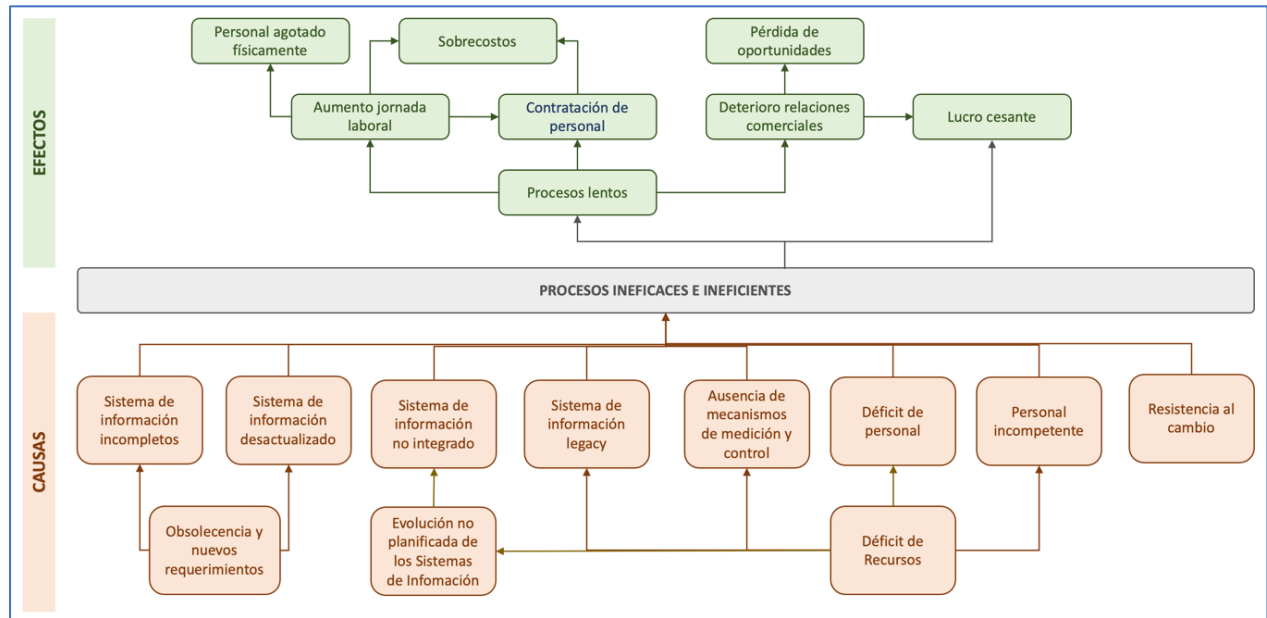 EFECTOS
Personal agotado
físicamente
Sobrecostos
Pérdida de
oportunidades
Aumento jornada
laboral
Contratación de
personal
Deterioro relaciones
comerciales
Lucro cesante
Procesos lentos
PROCESOS INEFICACES E INEFICIENTES
CAUSAS
Sistema de
información
incompletos
Sistema de
información
desactualizado
Sistema de
información
no integrado
Sistema de
información
legacy
Ausencia de
mecanismos
de medición y
control
Déficit de
personal
Personal
incompetente
Resistencia al
cambio
Obsolecencia y
nuevos
requerimientos
Evolución no
planificada de
los Sistemas
de Infomación
Déficit de
Recursos